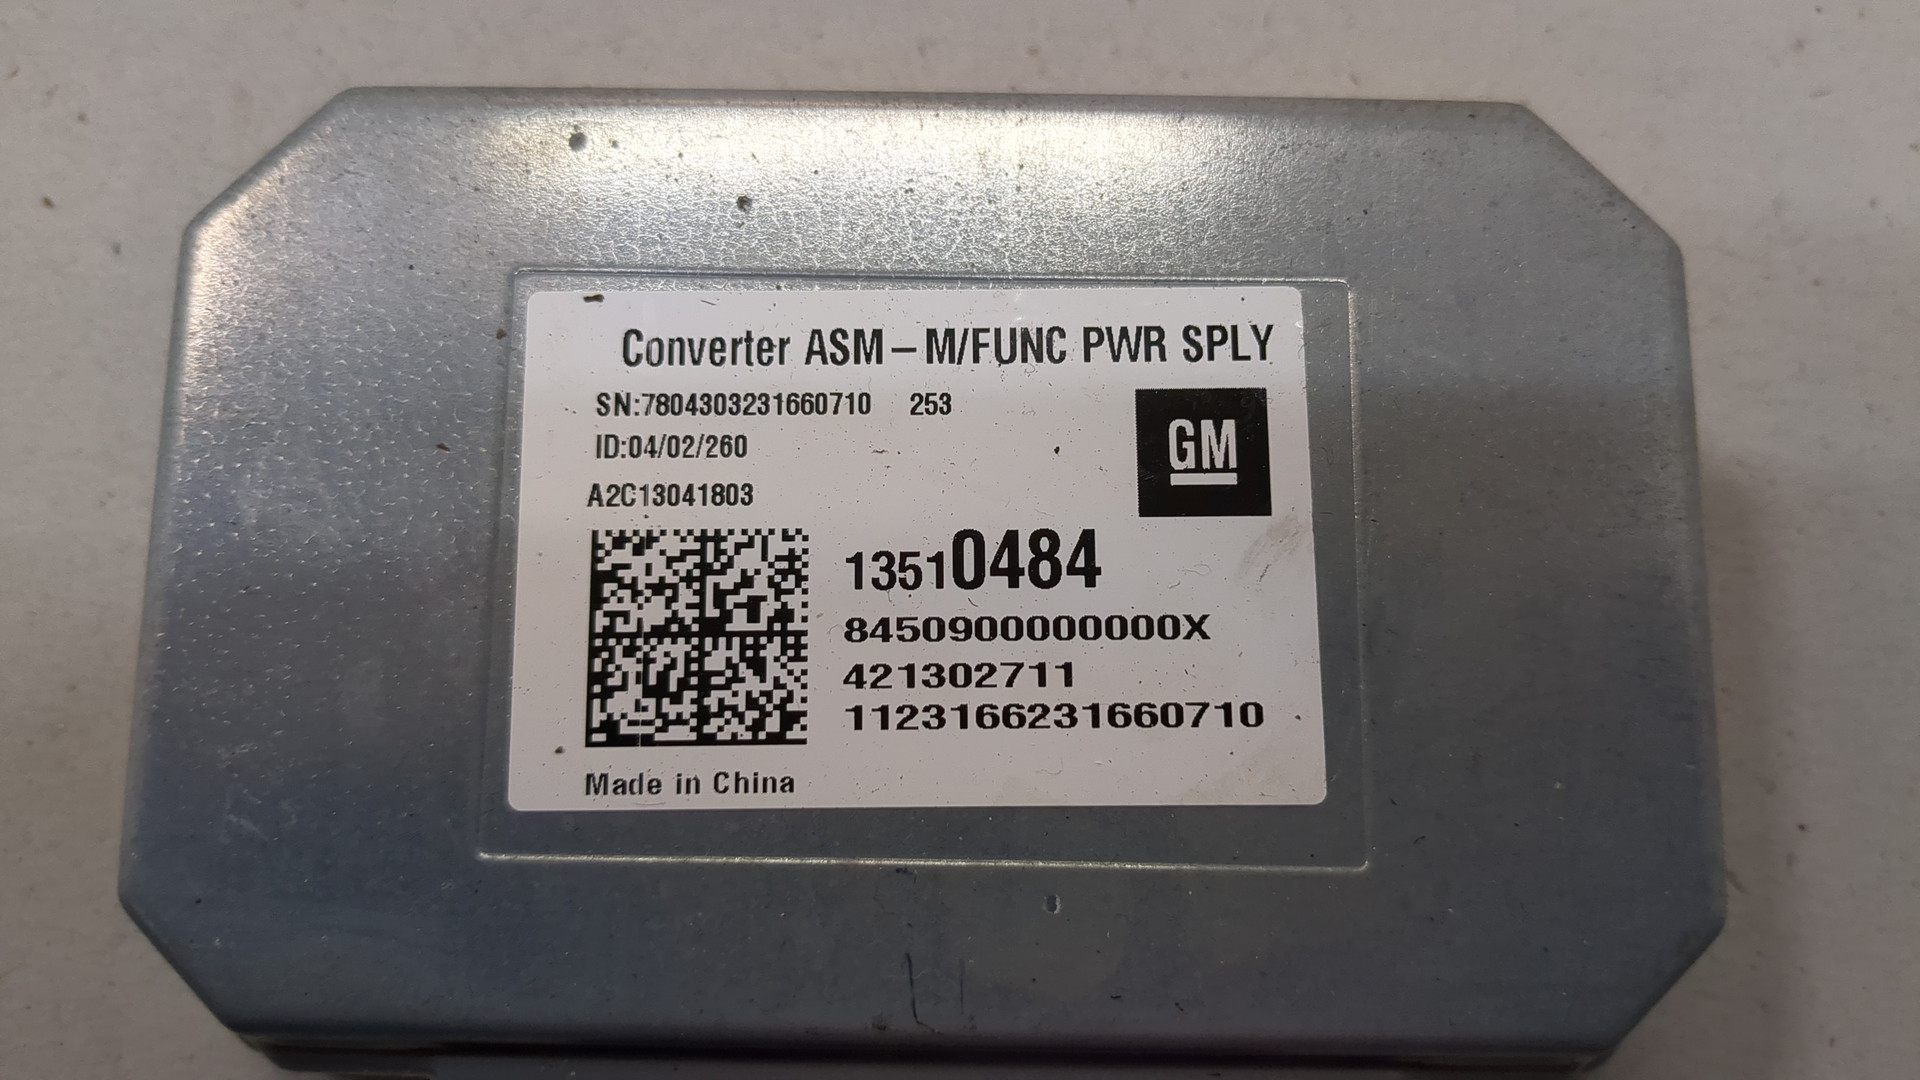 Converter ASM – M/FUNC PWR SPLY
SN:7804303231660710 253
ID:04/02/260
A2C13041803
GM
13510484
8450900000000X
421302711
1123166231660710
Made in China